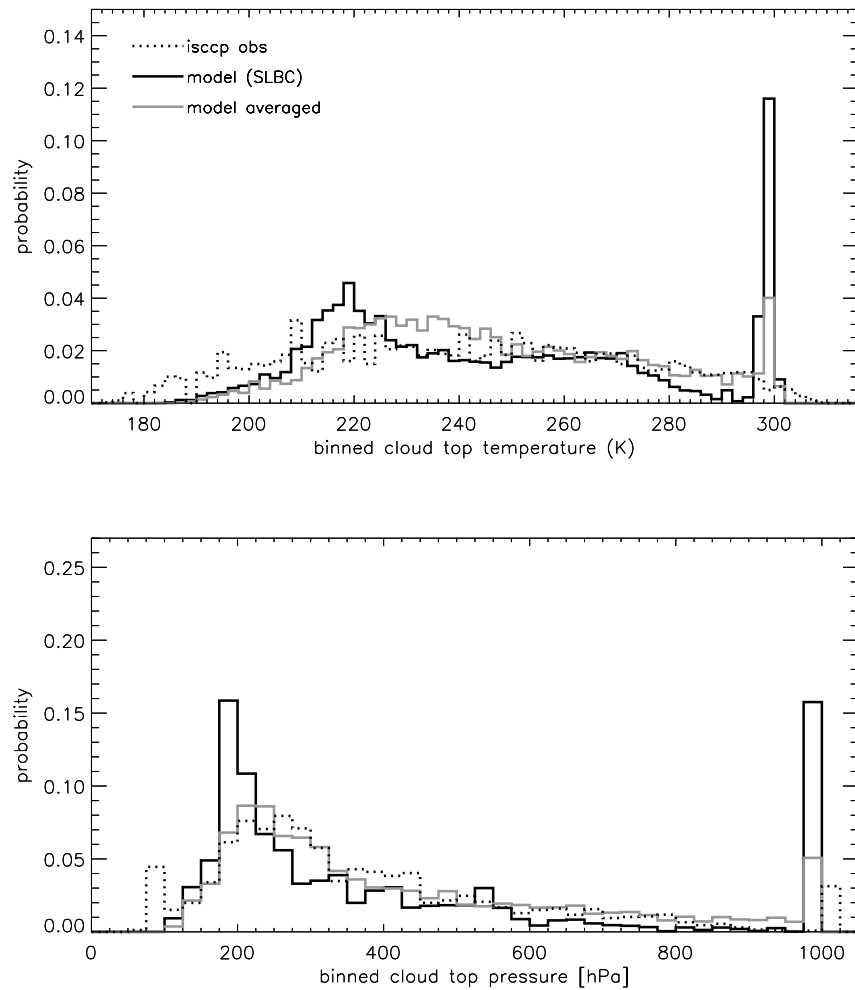 0.14
0.12
0.10
0.08
0.06
0.04
0.02
0.00
probability
isccp obs
model (SLBC)
model averaged
180 200 220 240 260 280 300
binned cloud top temperature (K)
0.25
0.20
0.15
0.10
0.05
0.00
probability
0 200 400 600 800 1000
binned cloud top pressure [hPa]